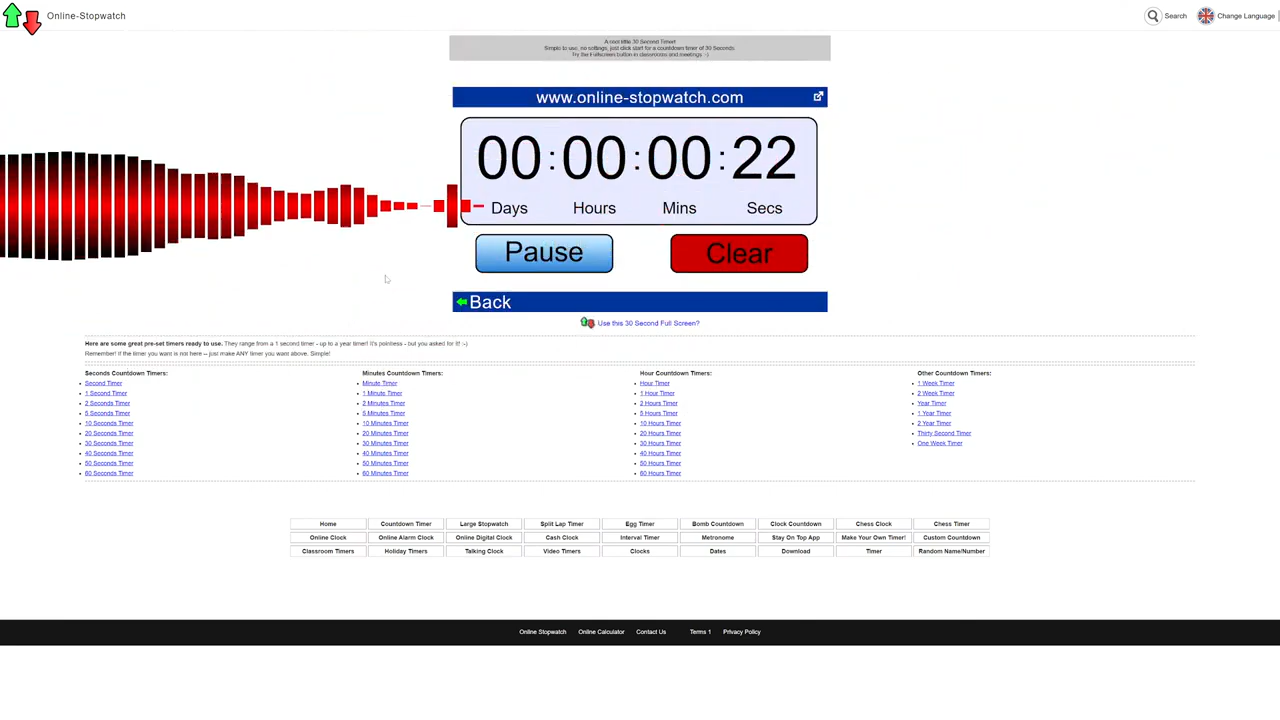 Online-Stopwatch
Search
Change Language
A cool little 30 Second Timer!
Simple to use, no settings, just click start for a countdown timer of 30 Seconds.
Try the Fullscreen button in classrooms and meetings :-)
www.online-stopwatch.com
00:00:00:22
Days Hours Mins Secs
Pause Clear
Back
Use this 30 Second Full Screen?
Here are some great pre-set timers ready to use. They range from a 1 second timer - up to a year timer! It's pointless - but you asked for it! :-)
Remember! If the timer you want is not here -- just make ANY timer you want above. Simple!
Seconds Countdown Timers:
Second Timer
1 Second Timer
2 Seconds Timer
5 Seconds Timer
10 Seconds Timer
20 Seconds Timer
30 Seconds Timer
40 Seconds Timer
50 Seconds Timer
60 Seconds Timer
Minutes Countdown Timers:
Minute Timer
1 Minute Timer
2 Minutes Timer
5 Minutes Timer
10 Minutes Timer
20 Minutes Timer
30 Minutes Timer
40 Minutes Timer
50 Minutes Timer
60 Minutes Timer
Hour Countdown Timers:
Hour Timer
1 Hour Timer
2 Hours Timer
5 Hours Timer
10 Hours Timer
20 Hours Timer
30 Hours Timer
40 Hours Timer
50 Hours Timer
60 Hours Timer
Other Countdown Timers:
1 Week Timer
2 Week Timer
Year Timer
1 Year Timer
2 Year Timer
Thirty Second Timer
One Week Timer
Home Countdown Timer Large Stopwatch Split Lap Timer Egg Timer Bomb Countdown Clock Countdown Chess Clock Chess Timer
Online Clock Online Alarm Clock Online Digital Clock Cash Clock Interval Timer Metronome Stay On Top App Make Your Own Timer! Custom Countdown
Classroom Timers Holiday Timers Talking Clock Video Timers Clocks Dates Download Timer Random Name/Number
Online Stopwatch Online Calculator Contact Us Terms 1 Privacy Policy